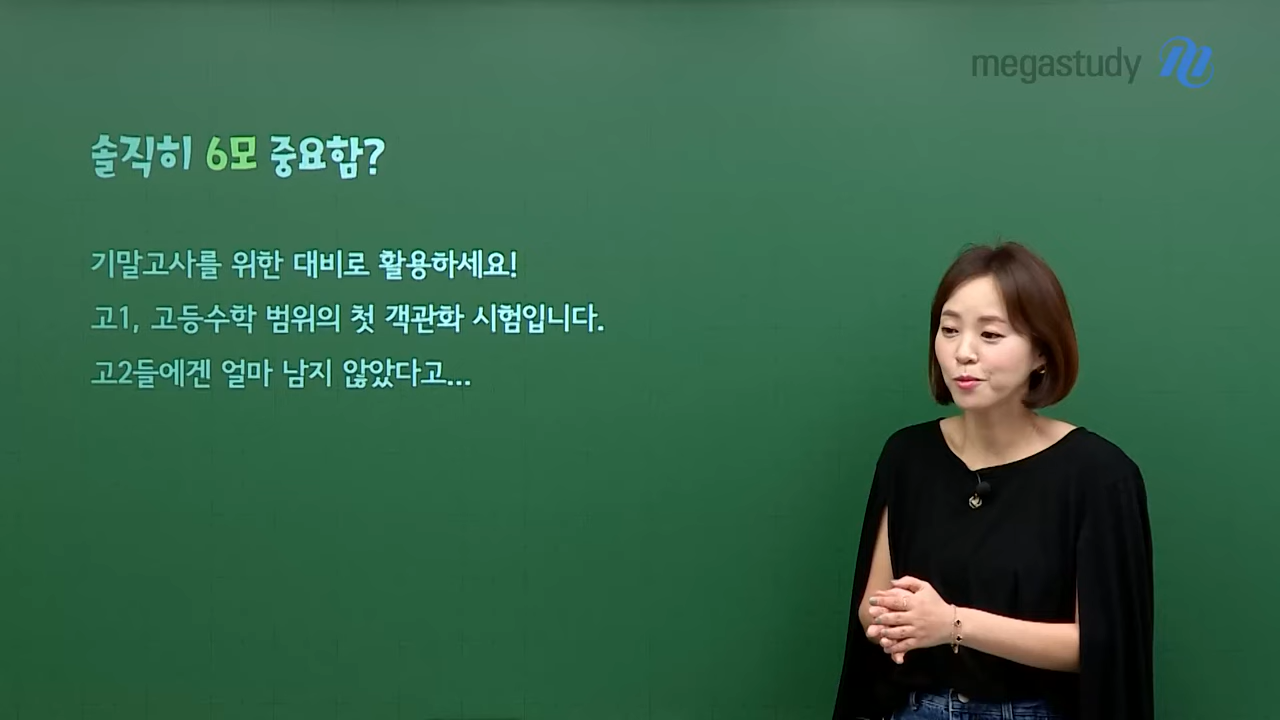 megastudy
솔직히 6모 중요함?
기말고사를 위한 대비로 활용하세요!
고1, 고등수학 범위의 첫 객관화 시험입니다.
고2들에겐 얼마 남지 않았다고...